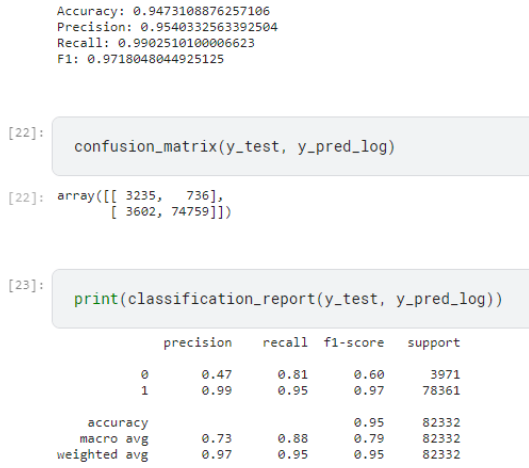 Accuracy: 0.9473108876257106
Precision: 0.9540332563392504
Recall: 0.9902510100006623
F1: 0.9718048044925125
[22]:
confusion_matrix(y_test, y_pred_log)
[22]: array([[ 3235,   736],
       [ 3602, 74759]])
[23]:
print(classification_report(y_test, y_pred_log))
              precision    recall  f1-score   support
           0       0.47      0.81      0.60      3971
           1       0.99      0.95      0.97     78361
    accuracy                           0.95     82332
   macro avg       0.73      0.88      0.79     82332
weighted avg       0.97      0.95      0.95     82332